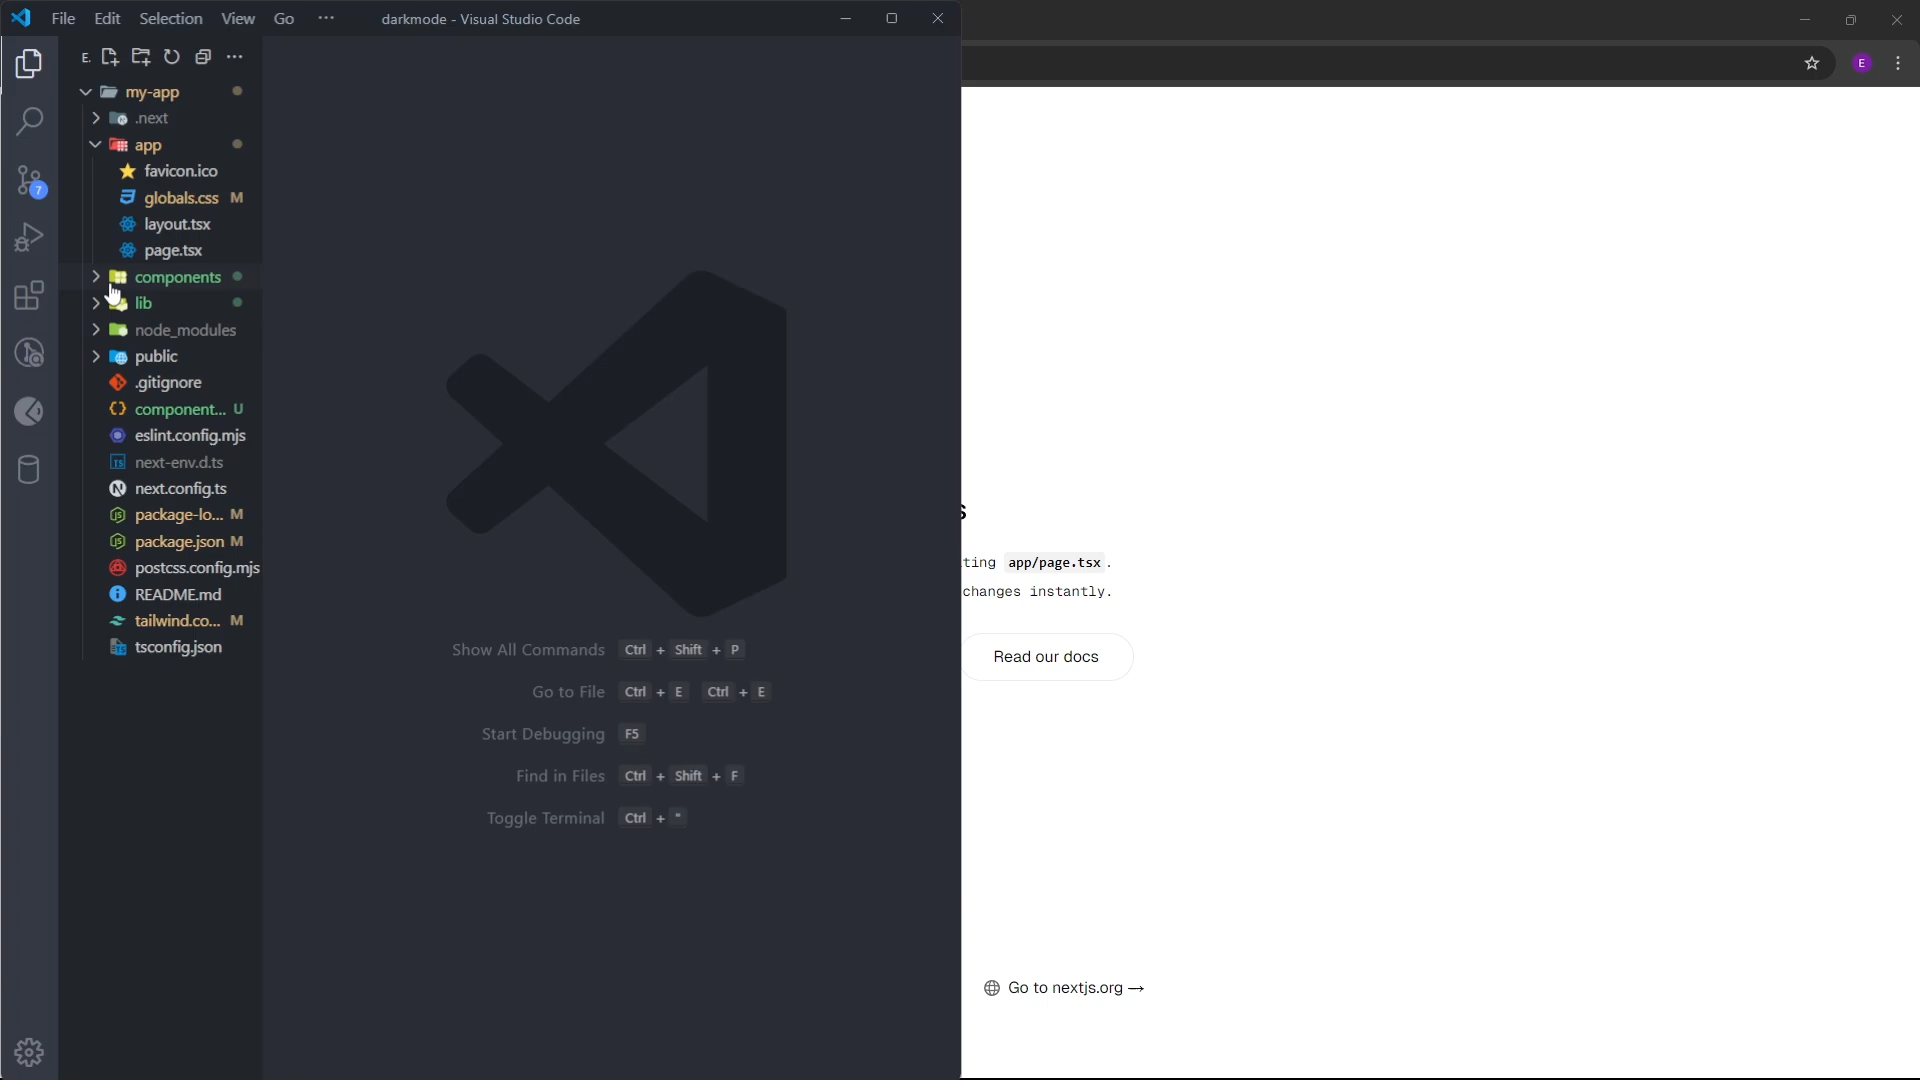 File Edit Selection View Go ··· darkmode - Visual Studio Code
E.
my-app
.next
app
favicon.ico
globals.css M
layout.tsx
page.tsx
components
lib
node_modules
public
.gitignore
component... U
eslint.config.mjs
next-env.d.ts
next.config.ts
package-lo... M
package.json M
postcss.config.mjs
README.md
tailwind.co... M
tsconfig.json
7
Show All Commands Ctrl + Shift + P
Go to File Ctrl + E Ctrl + E
Start Debugging F5
Find in Files Ctrl + Shift + F
Toggle Terminal Ctrl + "
E
s
ting app/page.tsx.
changes instantly.
Read our docs
Go to nextjs.org →